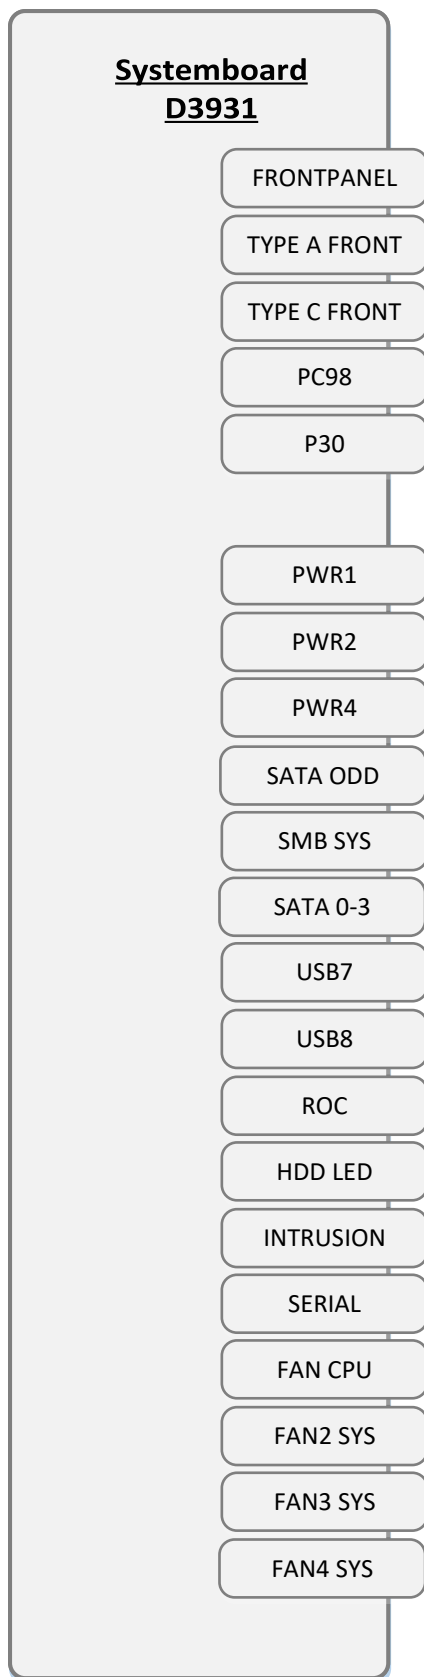 Systemboard
D3931
FRONTPANEL
TYPE A FRONT
TYPE C FRONT
PC98
P30
PWR1
PWR2
PWR4
SATA ODD
SMB SYS
SATA 0-3
USB7
USB8
ROC
HDD LED
INTRUSION
SERIAL
FAN CPU
FAN2 SYS
FAN3 SYS
FAN4 SYS